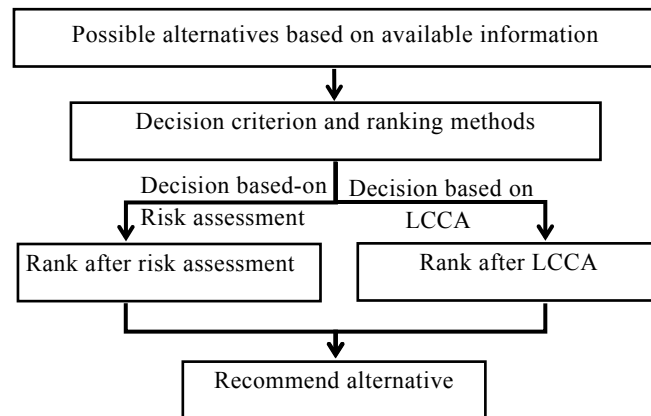 Possible alternatives based on available information
Decision criterion and ranking methods
Decision based-on
Risk assessment
Decision based on
LCCA
Rank after risk assessment
Rank after LCCA
Recommend alternative